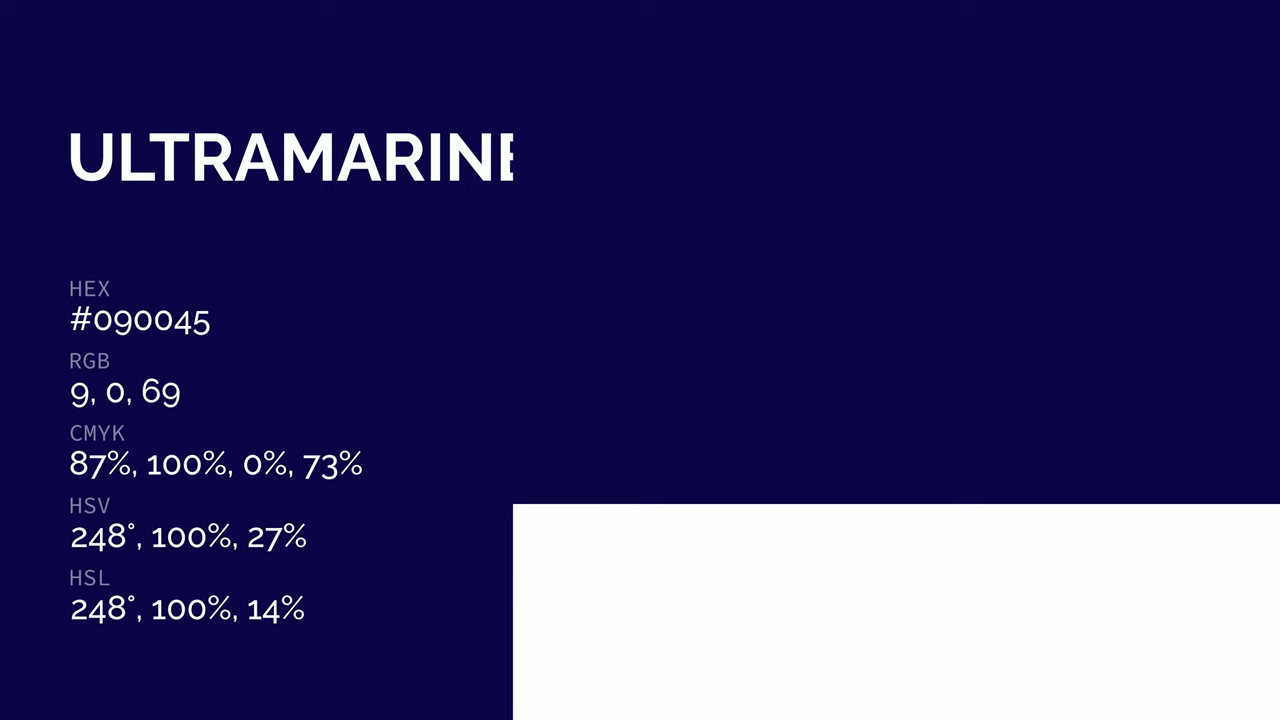 ULTRAMARINE
HEX
#090045
RGB
9, 0, 69
CMYK
87%, 100%, 0%, 73%
HSV
248°, 100%, 27%
HSL
248°, 100%, 14%